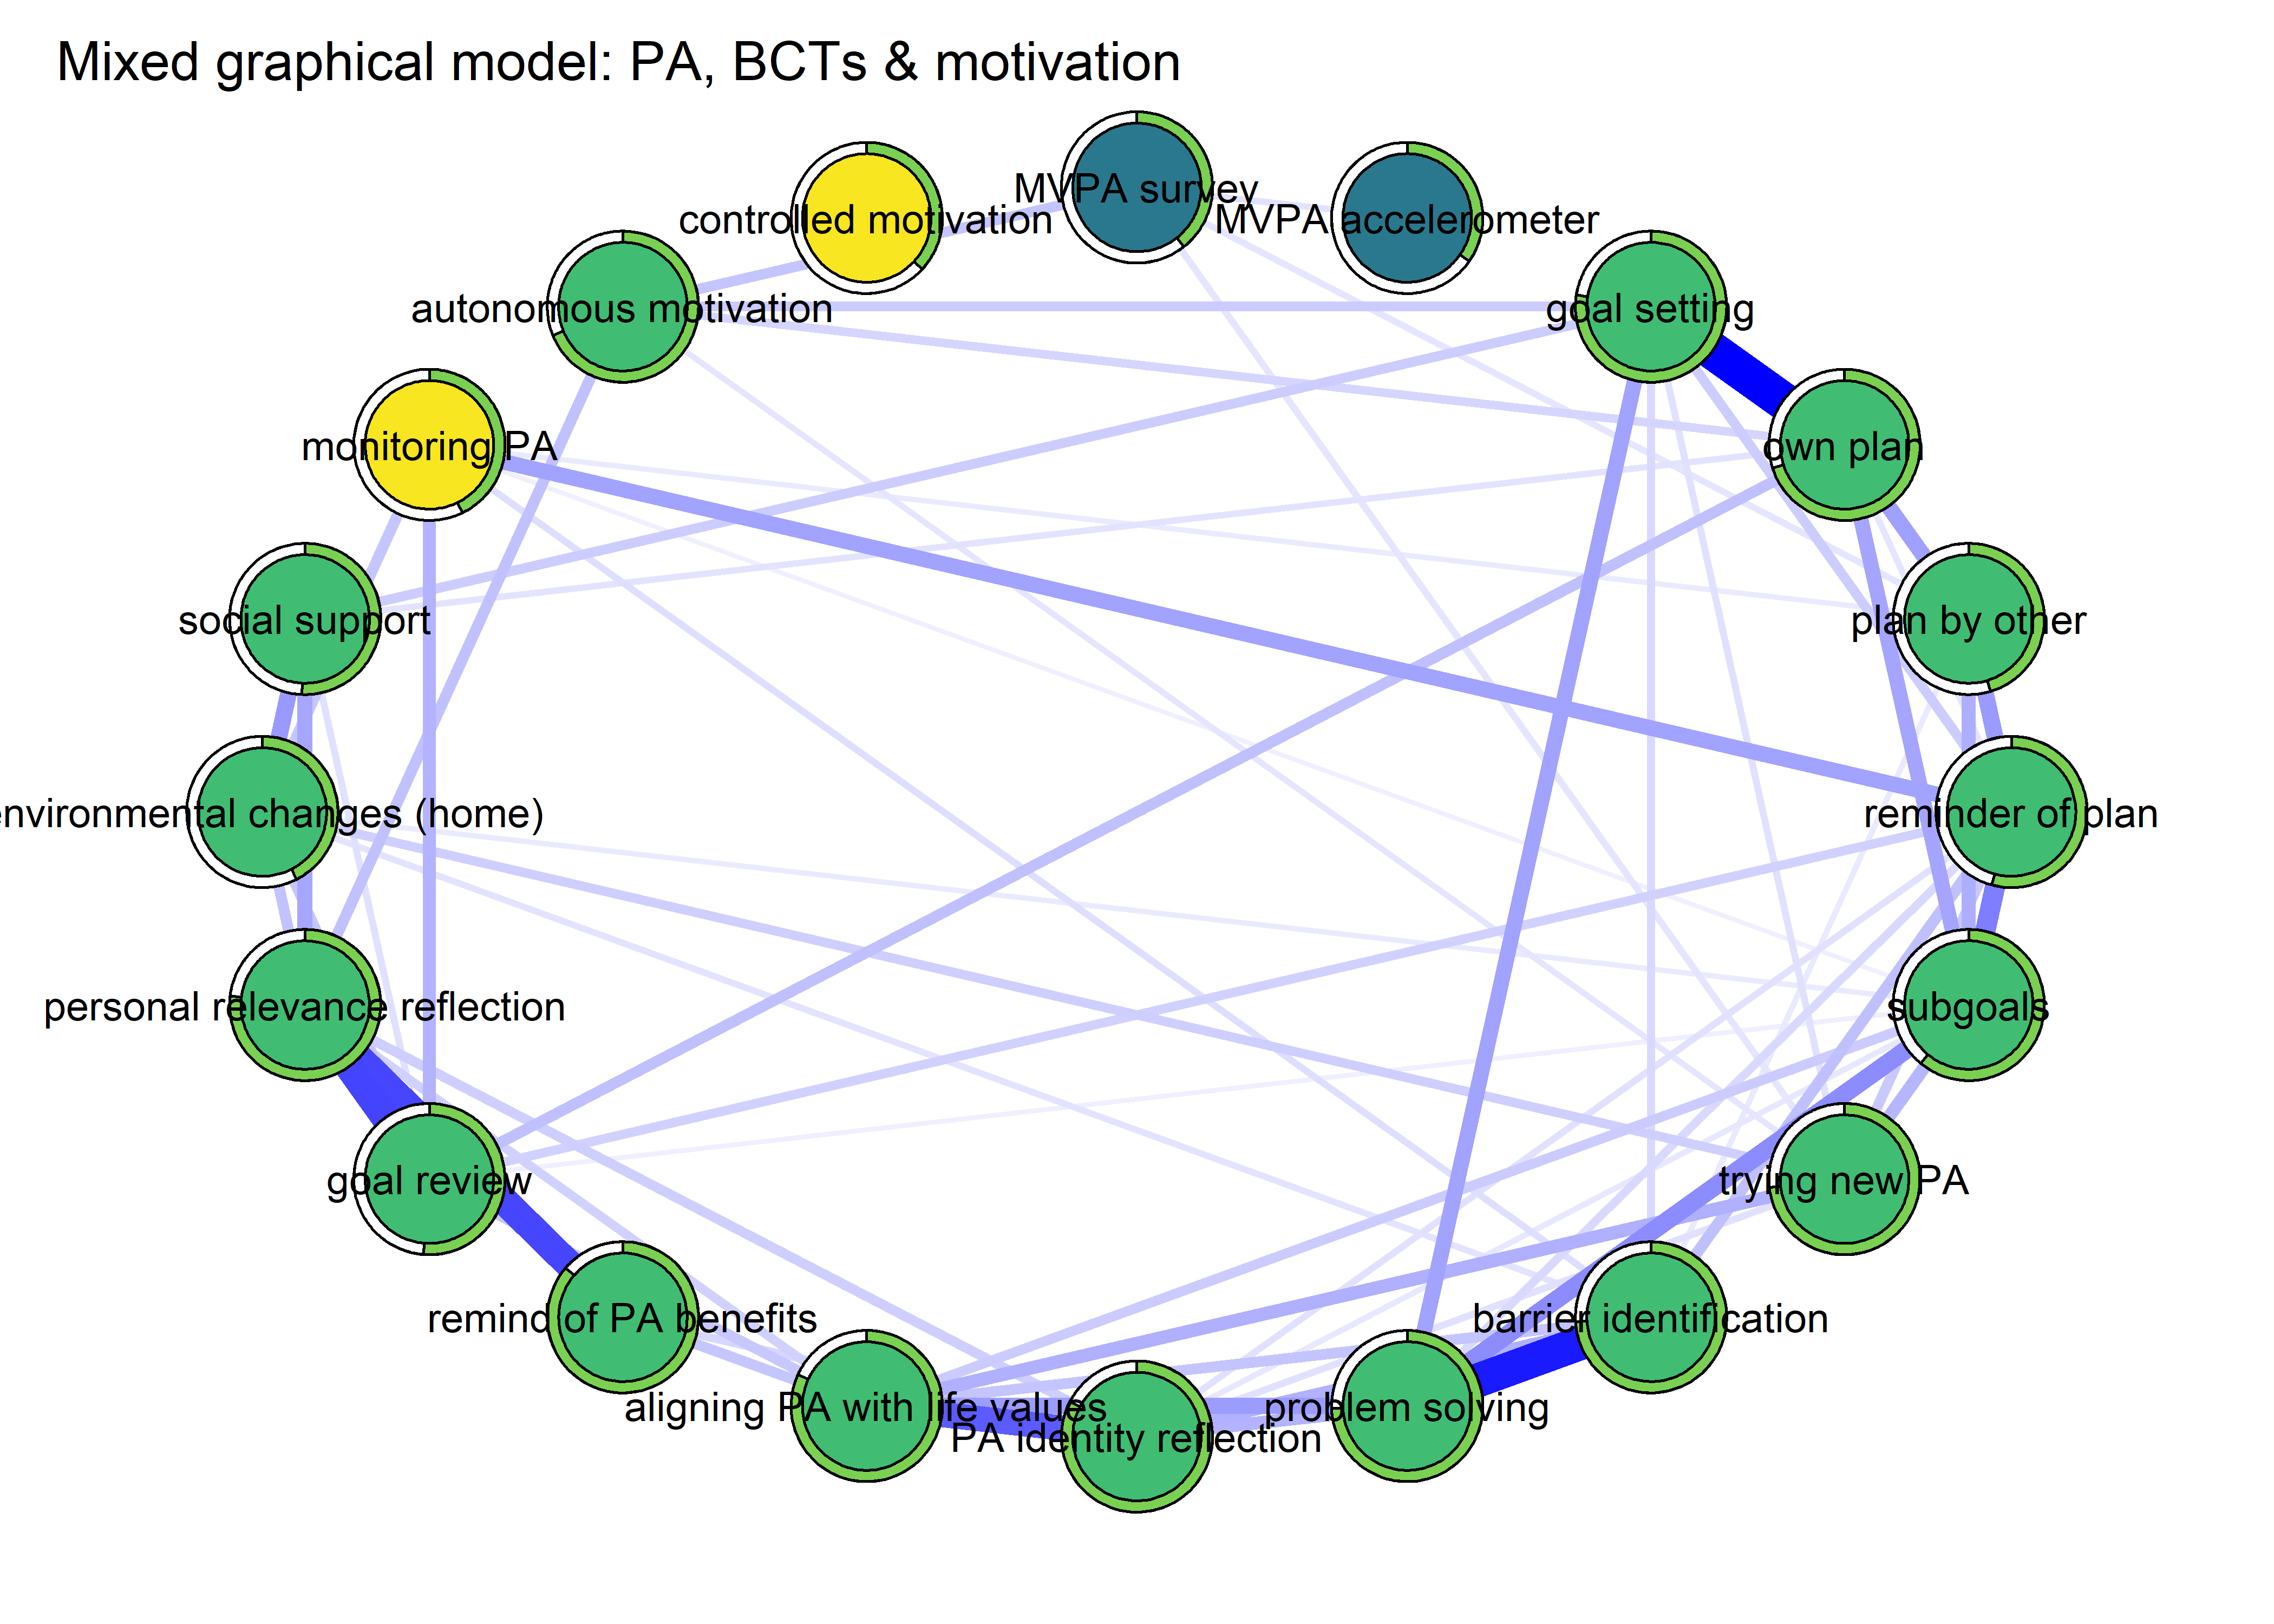 Mixed graphical model: PA, BCTs & motivation
MVPA survey
controlled motivation
MVPA accelerometer
autonomous motivation
goal setting
monitoring PA
own plan
social support
plan by other
nvironmental changes (home)
reminder of plan
personal relevance reflection
subgoals
goal review
trying new PA
remind of PA benefits
barrier identification
aligning PA with life values
problem solving
PA identity reflection